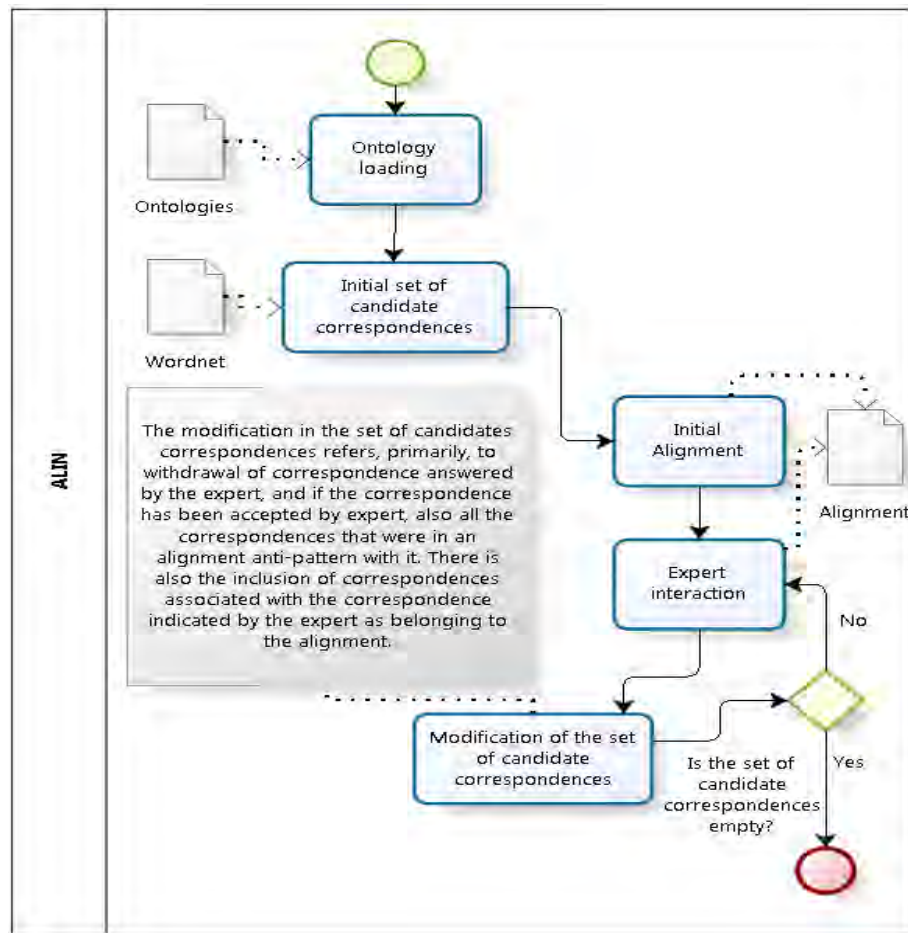 ALIN
Ontology
loading
Ontologies
Initial set of
candidate
correspondences
Wordnet
The modification in the set of candidates
correspondences refers, primarily, to
withdrawal of correspondence answered
by the expert, and if the correspondence
has been accepted by expert, also all the
correspondences that were in an
alignment anti-pattern with it. There is
also the inclusion of correspondences
associated with the correspondence
indicated by the expert as belonging to
the alignment.
Initial
Alignment
Alignment
Expert
interaction
No
Modification of the set
of candidate
correspondences
Is the set of
candidate
correspondences
empty?
Yes